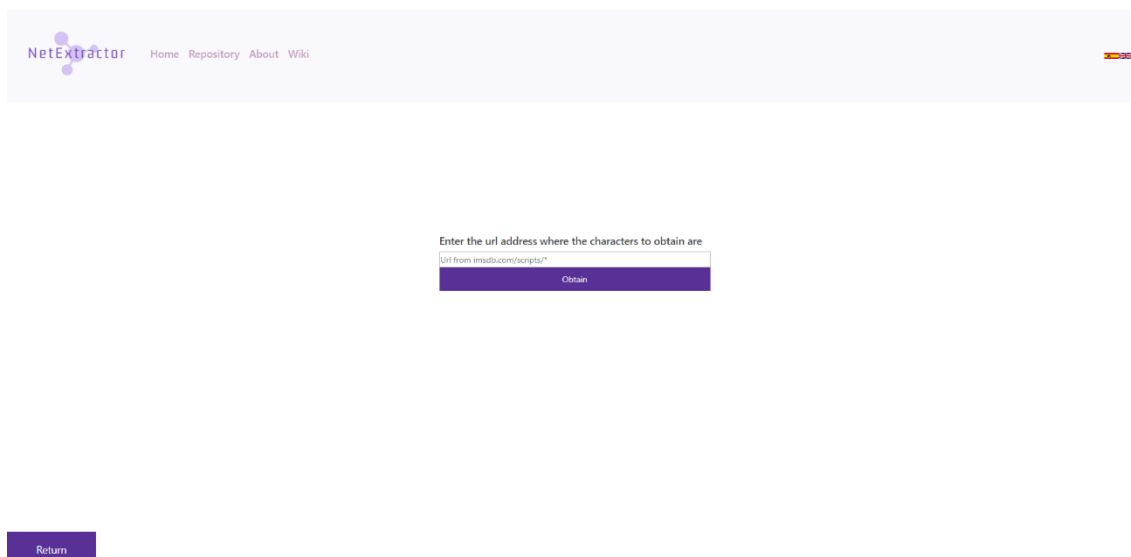 NetExtractor
Home Repository About Wiki
Enter the url address where the characters to obtain are
Url from imsdb.com/scripts/*
Obtain
Return